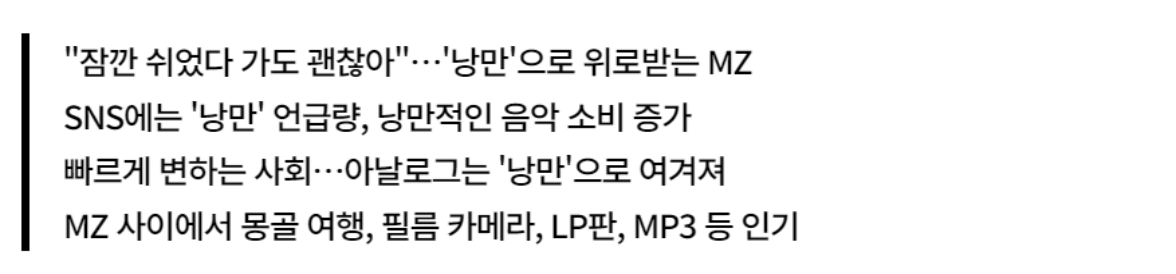 "잠깐 쉬었다 가도 괜찮아"…'낭만'으로 위로받는 MZ
SNS에는 '낭만' 언급량, 낭만적인 음악 소비 증가
빠르게 변하는 사회…아날로그는 '낭만'으로 여겨져
MZ 사이에서 몽골 여행, 필름 카메라, LP판, MP3 등 인기